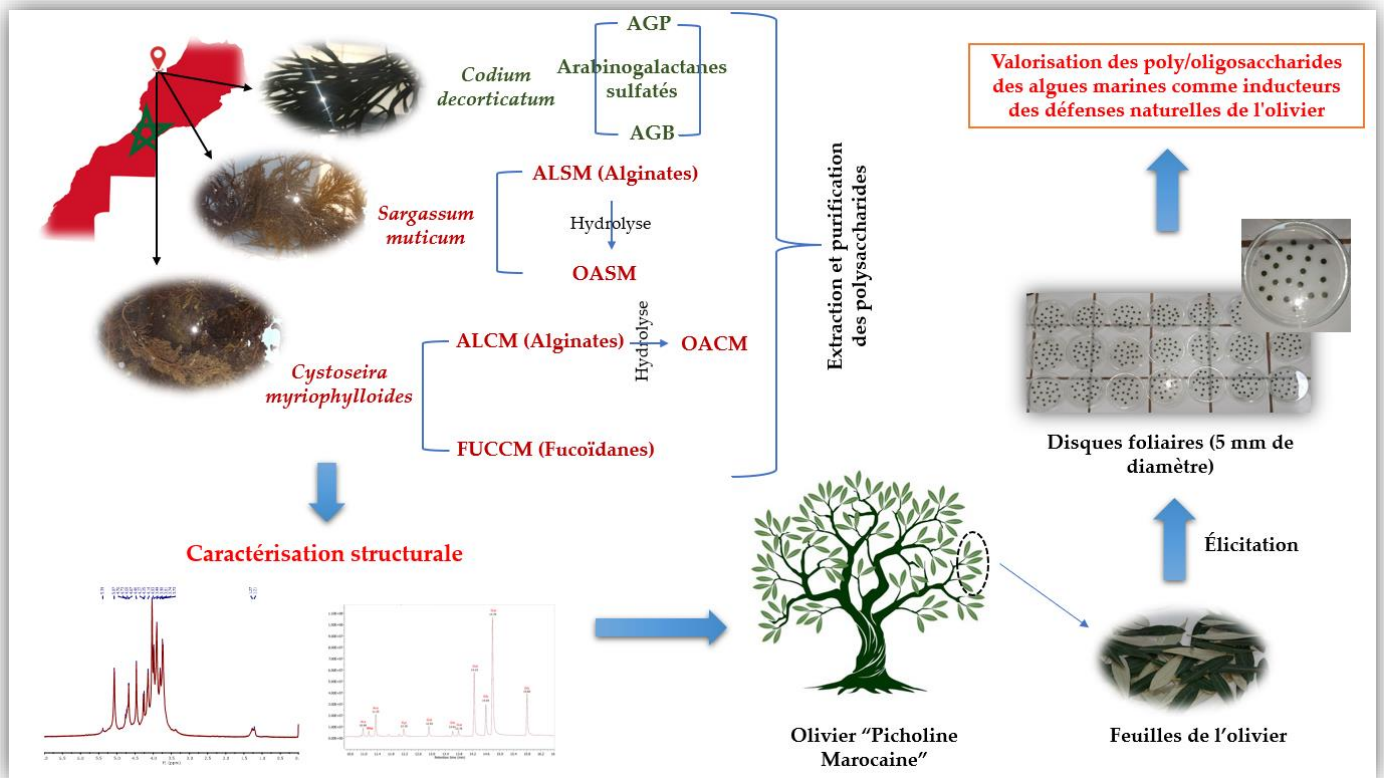 AGP
Codium
decorticatum
Arabinogalactanes
sulfatés
AGB
Sargassum
muticum
ALSM (Alginates)
Hydrolyse
OASM
Cystoseira
myriophylloides
ALCM (Alginates)
Hydrolyse
OACM
FUCCM (Fucoïdanes)
Extraction et purification
des polysaccharides
Caractérisation structurale
Olivier “Picholine
Marocaine”
Feuilles de l’olivier
Élicitation
Disques foliaires (5 mm de
diamètre)
Valorisation des poly/oligosaccharides
des algues marines comme inducteurs
des défenses naturelles de l'olivier